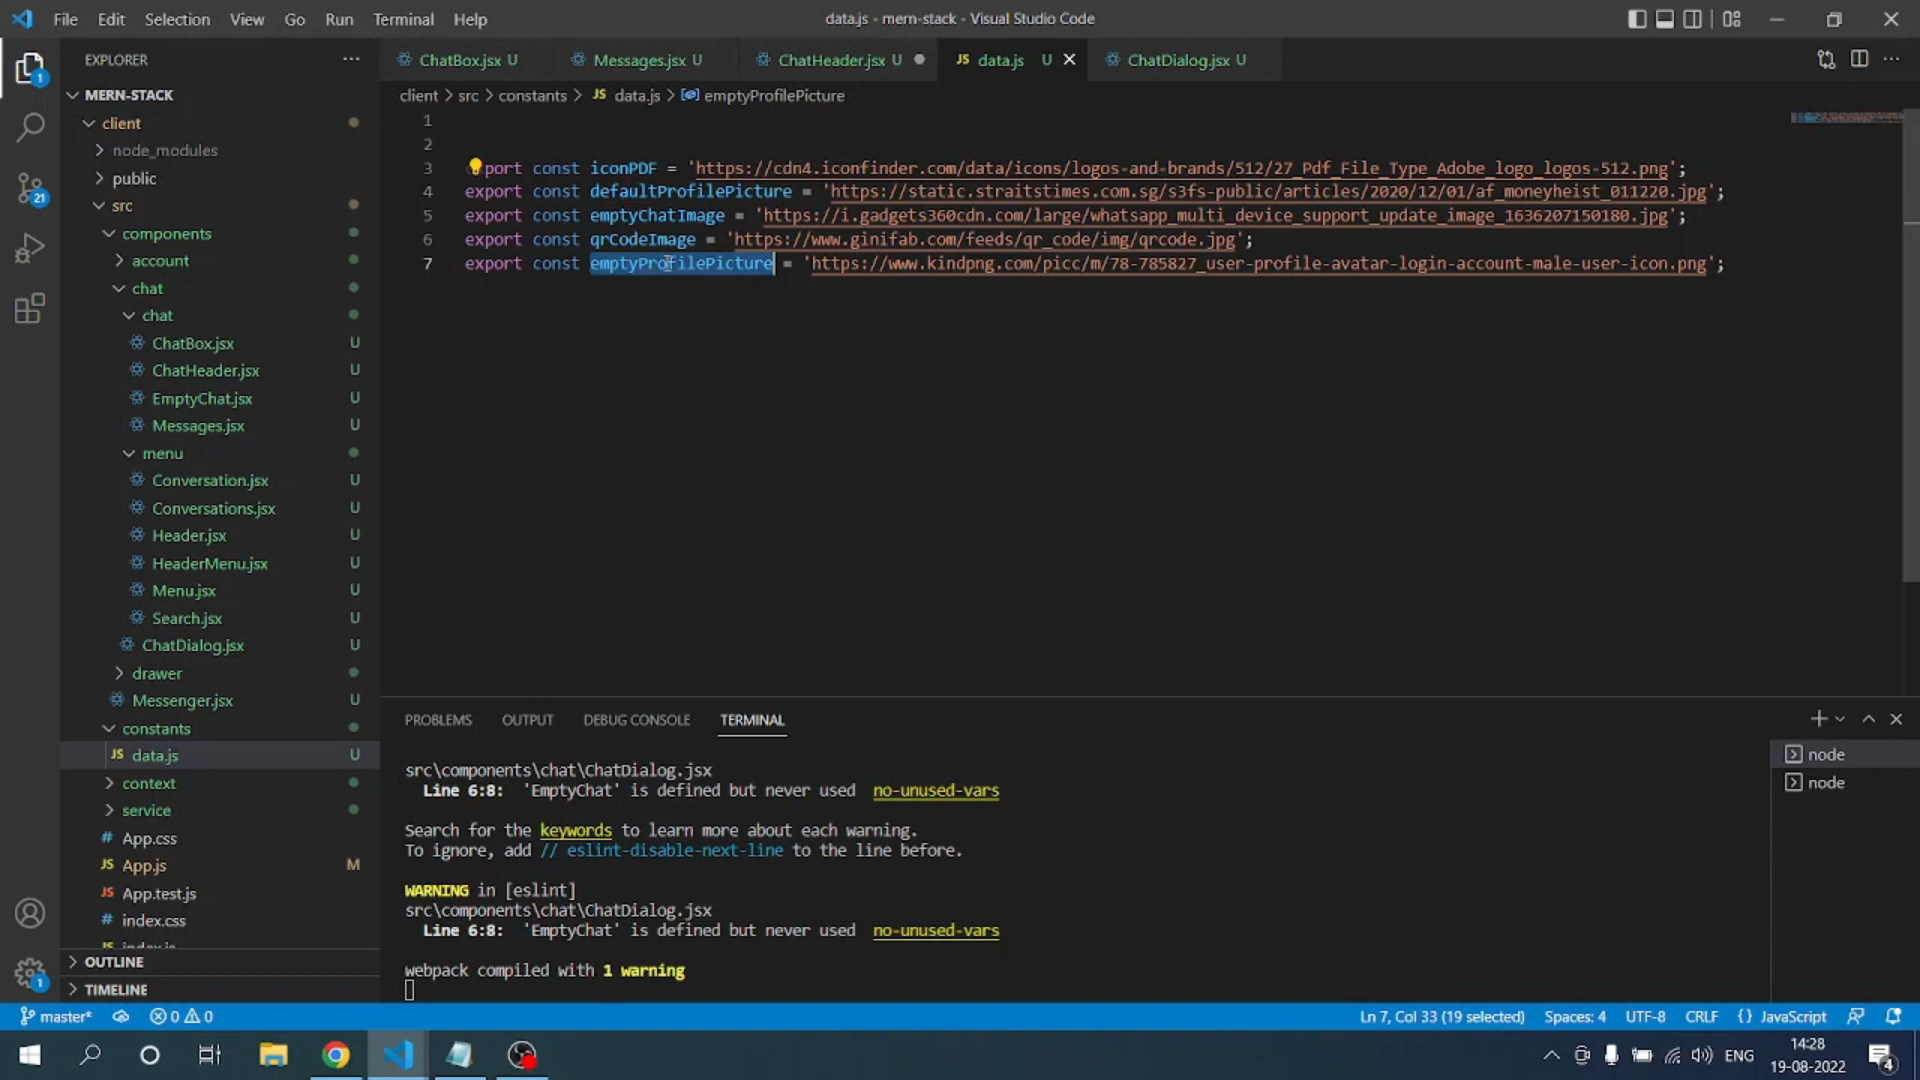 File Edit Selection View Go Run Terminal Help
data.js - mern-stack - Visual Studio Code
EXPLORER
ChatBox.jsx U
Messages.jsx U
ChatHeader.jsx U
JS data.js U
ChatDialog.jsx U
client > src > constants > JS data.js > emptyProfilePicture
1
MERN-STACK
client
node_modules
public
src
components
account
chat
chat
ChatBox.jsx U
ChatHeader.jsx U
EmptyChat.jsx U
Messages.jsx U
menu
Conversation.jsx U
Conversations.jsx U
Header.jsx U
HeaderMenu.jsx U
Menu.jsx U
Search.jsx U
ChatDialog.jsx U
drawer
Messenger.jsx U
constants
JS data.js U
context
service
# App.css
JS App.js M
JS App.test.js
# index.css
JS index.js
OUTLINE
TIMELINE
21
1
1
2
3 port const iconPDF = 'https://cdn4.iconfinder.com/data/icons/logos-and-brands/512/27_Pdf_File_Type_Adobe_logo_logos-512.png';
4 export const defaultProfilePicture = 'https://static.straitstimes.com.sg/s3fs-public/articles/2020/12/01/af_moneyheist_011220.jpg';
5 export const emptyChatImage = 'https://i.gadgets360cdn.com/large/whatsapp_multi_device_support_update_image_1636207150180.jpg';
6 export const qrCodeImage = 'https://www.ginifab.com/feeds/qr_code/img/qrcode.jpg';
7 export const emptyProfilePicture = 'https://www.kindpng.com/picc/m/78-785827_user-profile-avatar-login-account-male-user-icon.png';
PROBLEMS OUTPUT DEBUG CONSOLE TERMINAL
src\components\chat\ChatDialog.jsx
Line 6:8: 'EmptyChat' is defined but never used no-unused-vars
Search for the keywords to learn more about each warning.
To ignore, add // eslint-disable-next-line to the line before.
WARNING in [eslint]
src\components\chat\ChatDialog.jsx
Line 6:8: 'EmptyChat' is defined but never used no-unused-vars
webpack compiled with 1 warning
node
node
master* 0 0
Ln 7, Col 33 (19 selected) Spaces: 4 UTF-8 CRLF {} JavaScript
ENG
14:28
19-08-2022
4